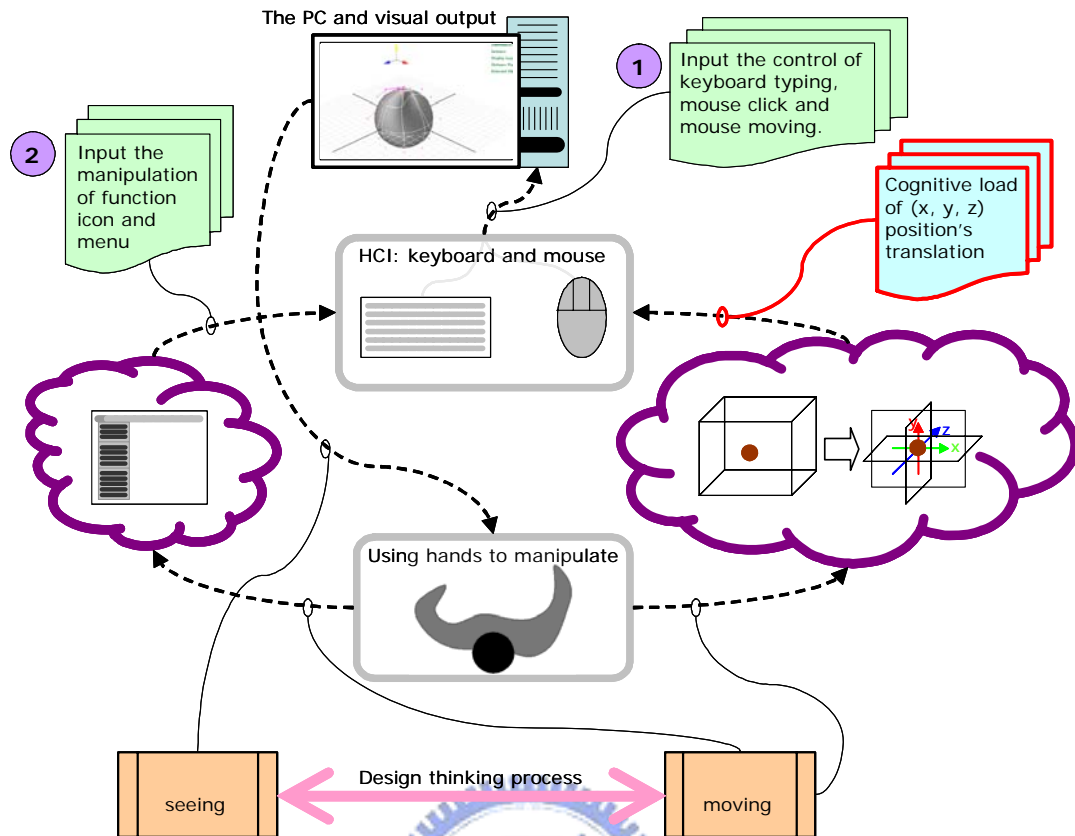 The PC and visual output
1
Input the control of
keyboard typing,
mouse click and
mouse moving.
2
Input the
manipulation
of function
icon and
menu
Cognitive load
of (x, y, z)
position's
translation
HCI: keyboard and mouse
y
z
x
Using hands to manipulate
Design thinking process
seeing
moving